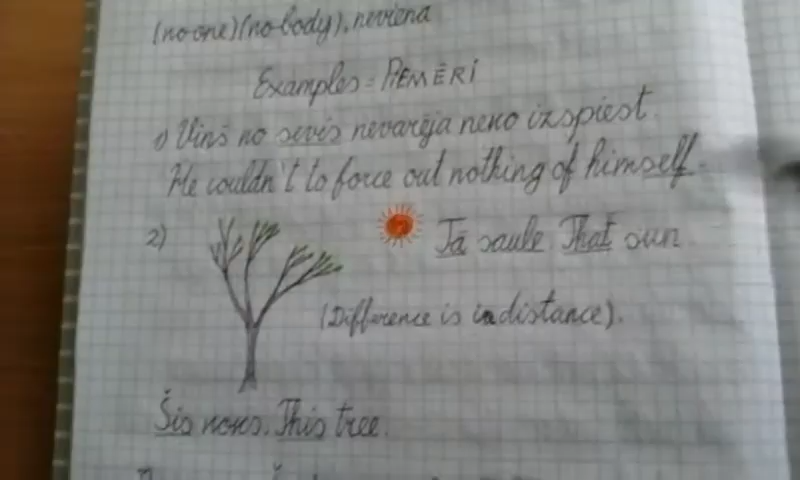 (no one)(nobody), neviena
Examples = PIEMĒRI
1) Viņš no sevis nevarēja neko izspiest.
He couldn't to force out nothing of himself.
2)
Tā saule. That sun
(Difference is in distance).
Šis koks. This tree.